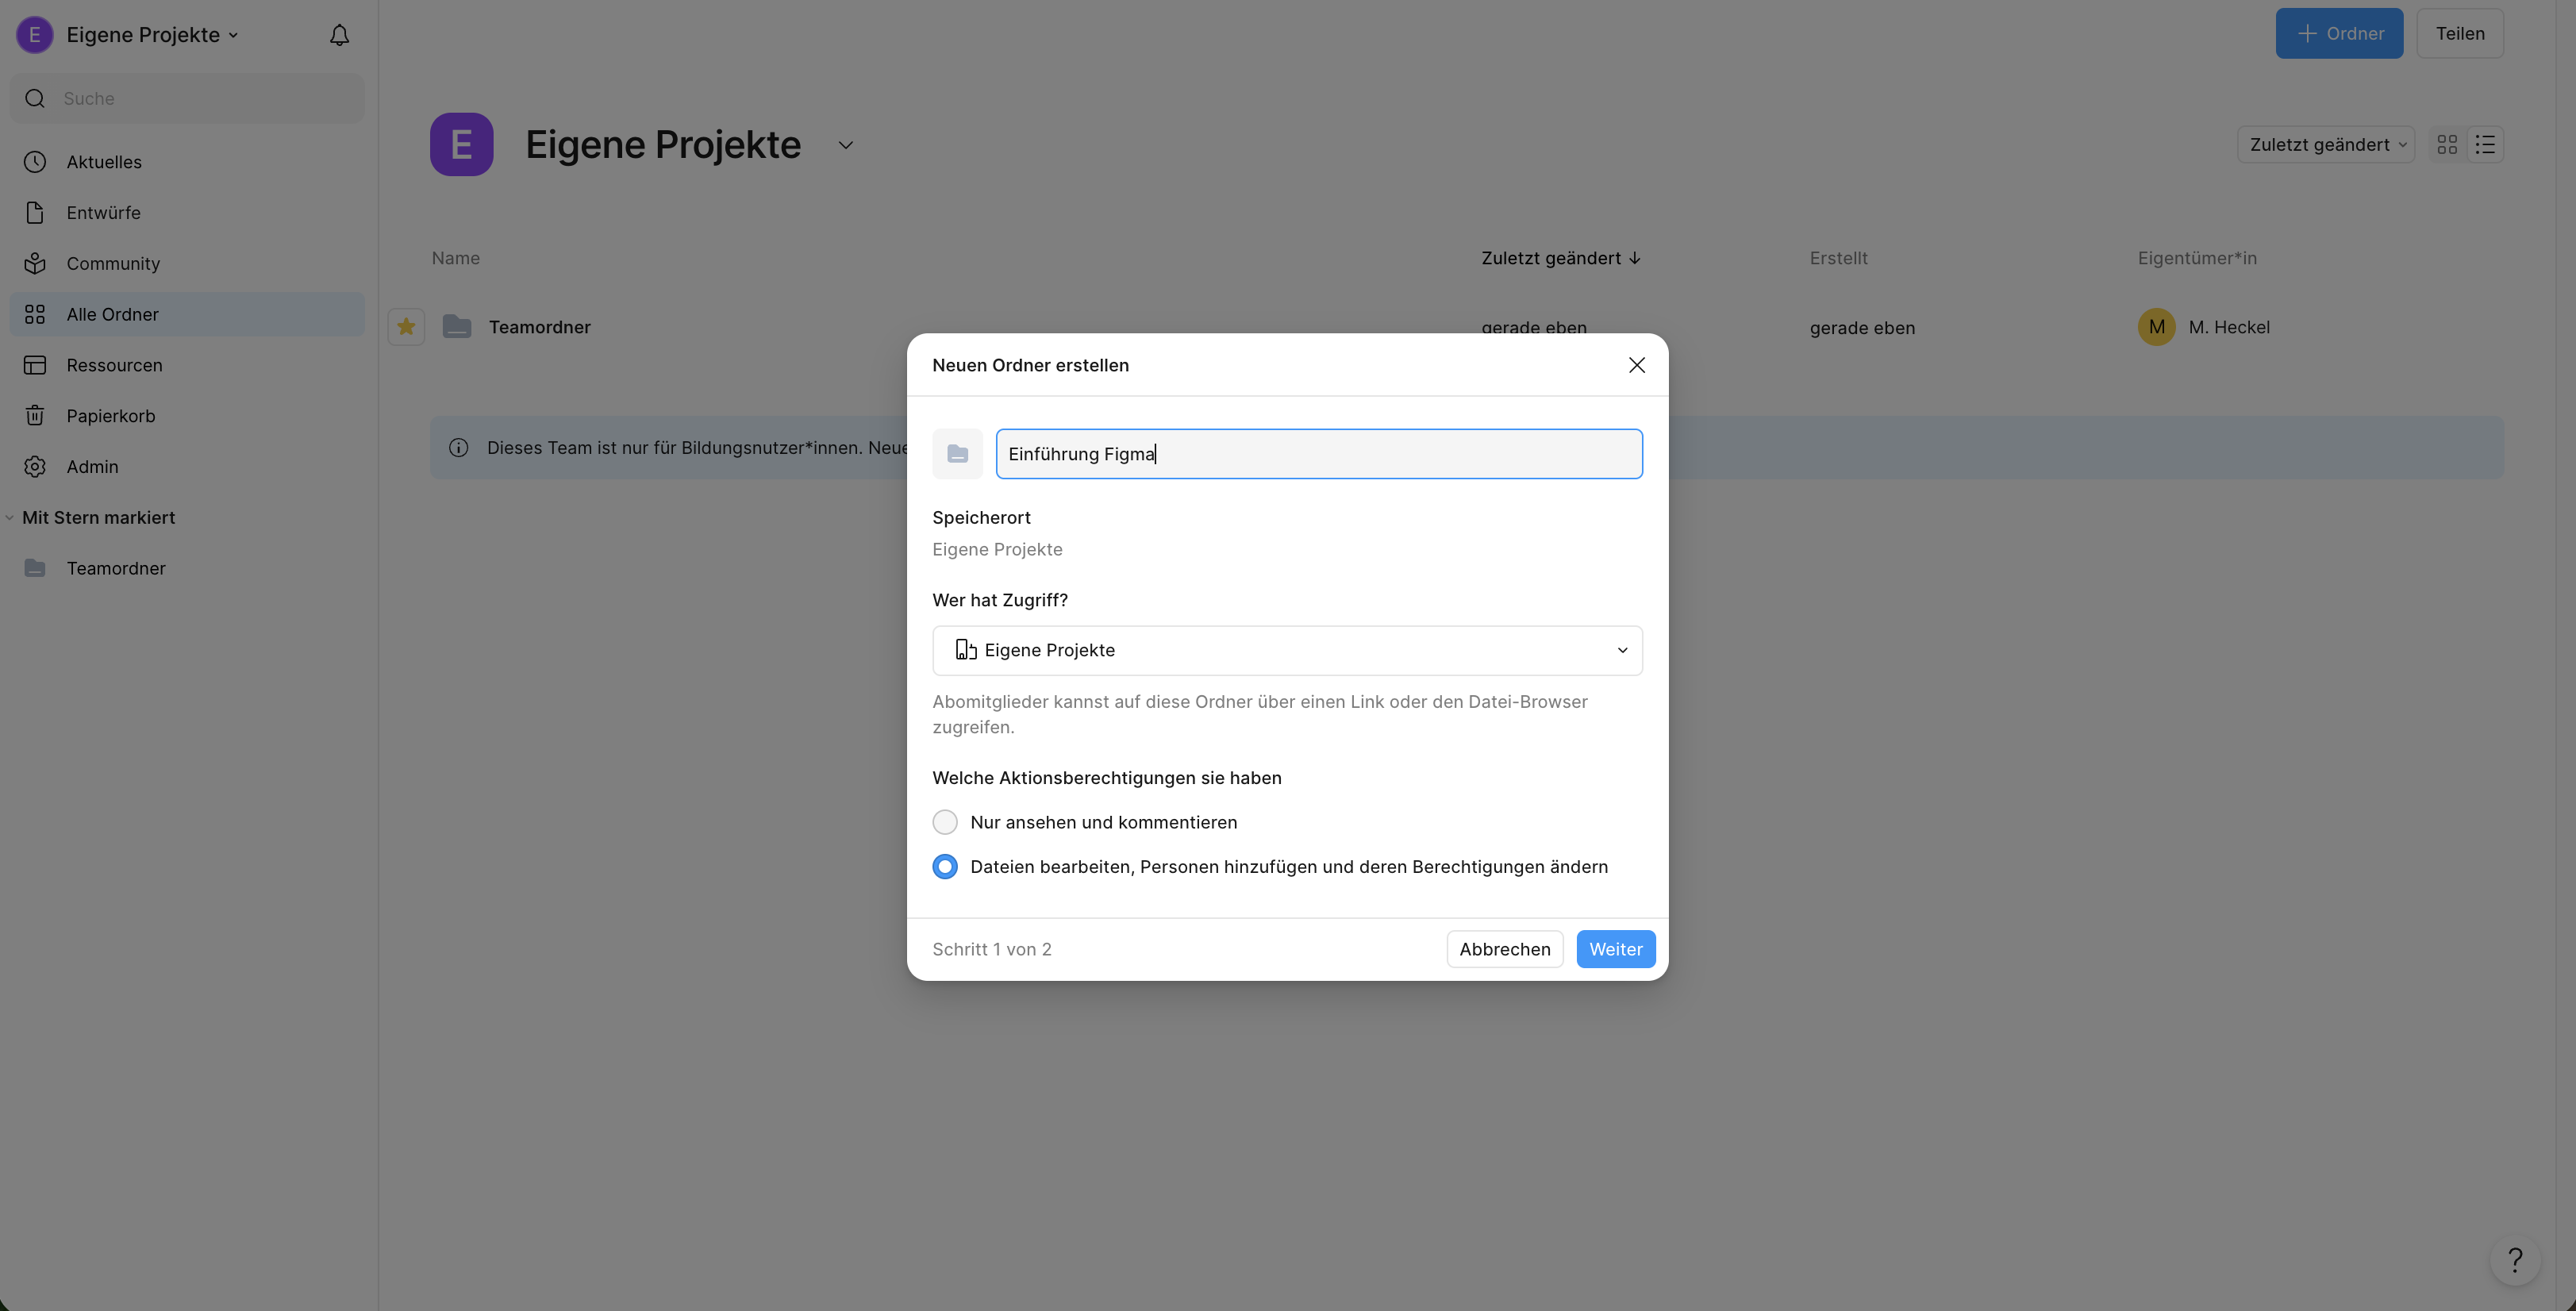 E Eigene Projekte
Suche
Aktuelles
Entwürfe
Community
Alle Ordner
Ressourcen
Papierkorb
Admin
Mit Stern markiert
Teamordner
+ Ordner
Teilen
E Eigene Projekte
Zuletzt geändert
Name
Zuletzt geändert ↓
Erstellt
Eigentümer*in
Teamordner
gerade eben
gerade eben
M M. Heckel
Dieses Team ist nur für Bildungsnutzer*innen. Neue
Neuen Ordner erstellen
Einführung Figma
Speicherort
Eigene Projekte
Wer hat Zugriff?
Eigene Projekte
Abomitglieder kannst auf diese Ordner über einen Link oder den Datei-Browser
zugreifen.
Welche Aktionsberechtigungen sie haben
Nur ansehen und kommentieren
Dateien bearbeiten, Personen hinzufügen und deren Berechtigungen ändern
Schritt 1 von 2
Abbrechen
Weiter
?